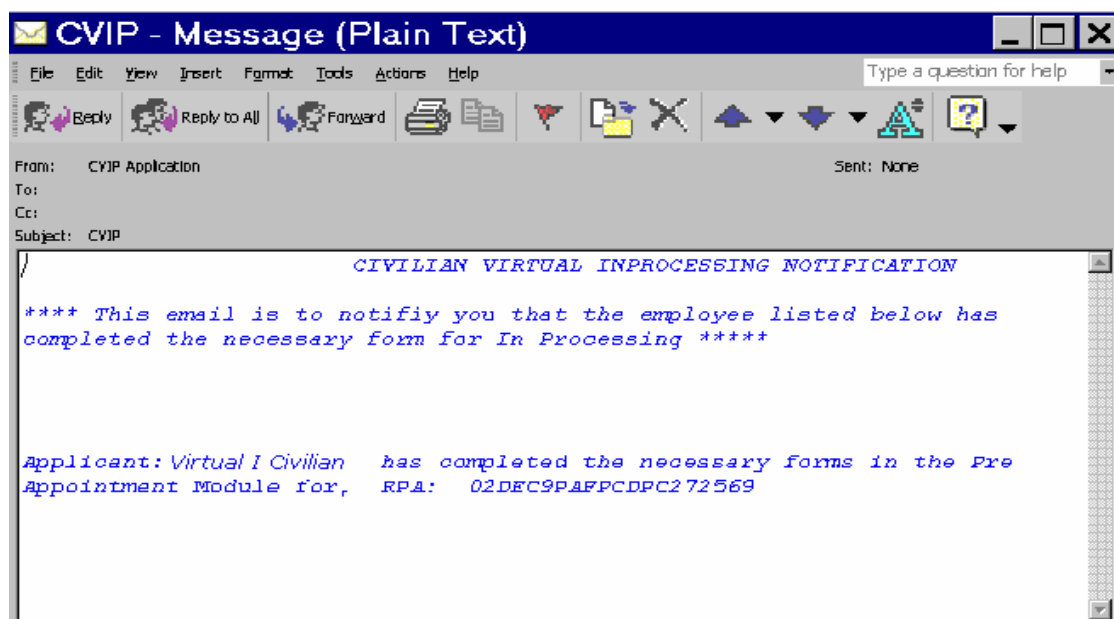 CVIP - Message (Plain Text)
File Edit View Insert Format Tools Actions Help Type a question for help
Reply Reply to All Forward
From: CVIP Application Sent: None
To:
Cc:
Subject: CVIP
CIVILIAN VIRTUAL INPROCESSING NOTIFICATION
**** This email is to notifiy you that the employee listed below has
completed the necessary form for In Processing *****
Applicant: Virtual I Civilian has completed the necessary forms in the Pre
Appointment Module for, RPA: 02DEC9PAFPCDPC272569